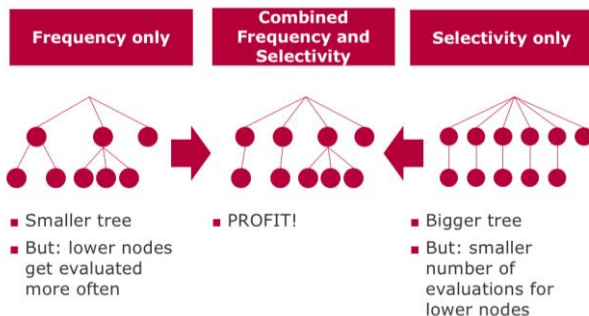 Frequency only
Combined
Frequency and
Selectivity
Selectivity only
▪ Smaller tree
▪ But: lower nodes
get evaluated
more often
▪ PROFIT!
▪ Bigger tree
▪ But: smaller
number of
evaluations for
lower nodes